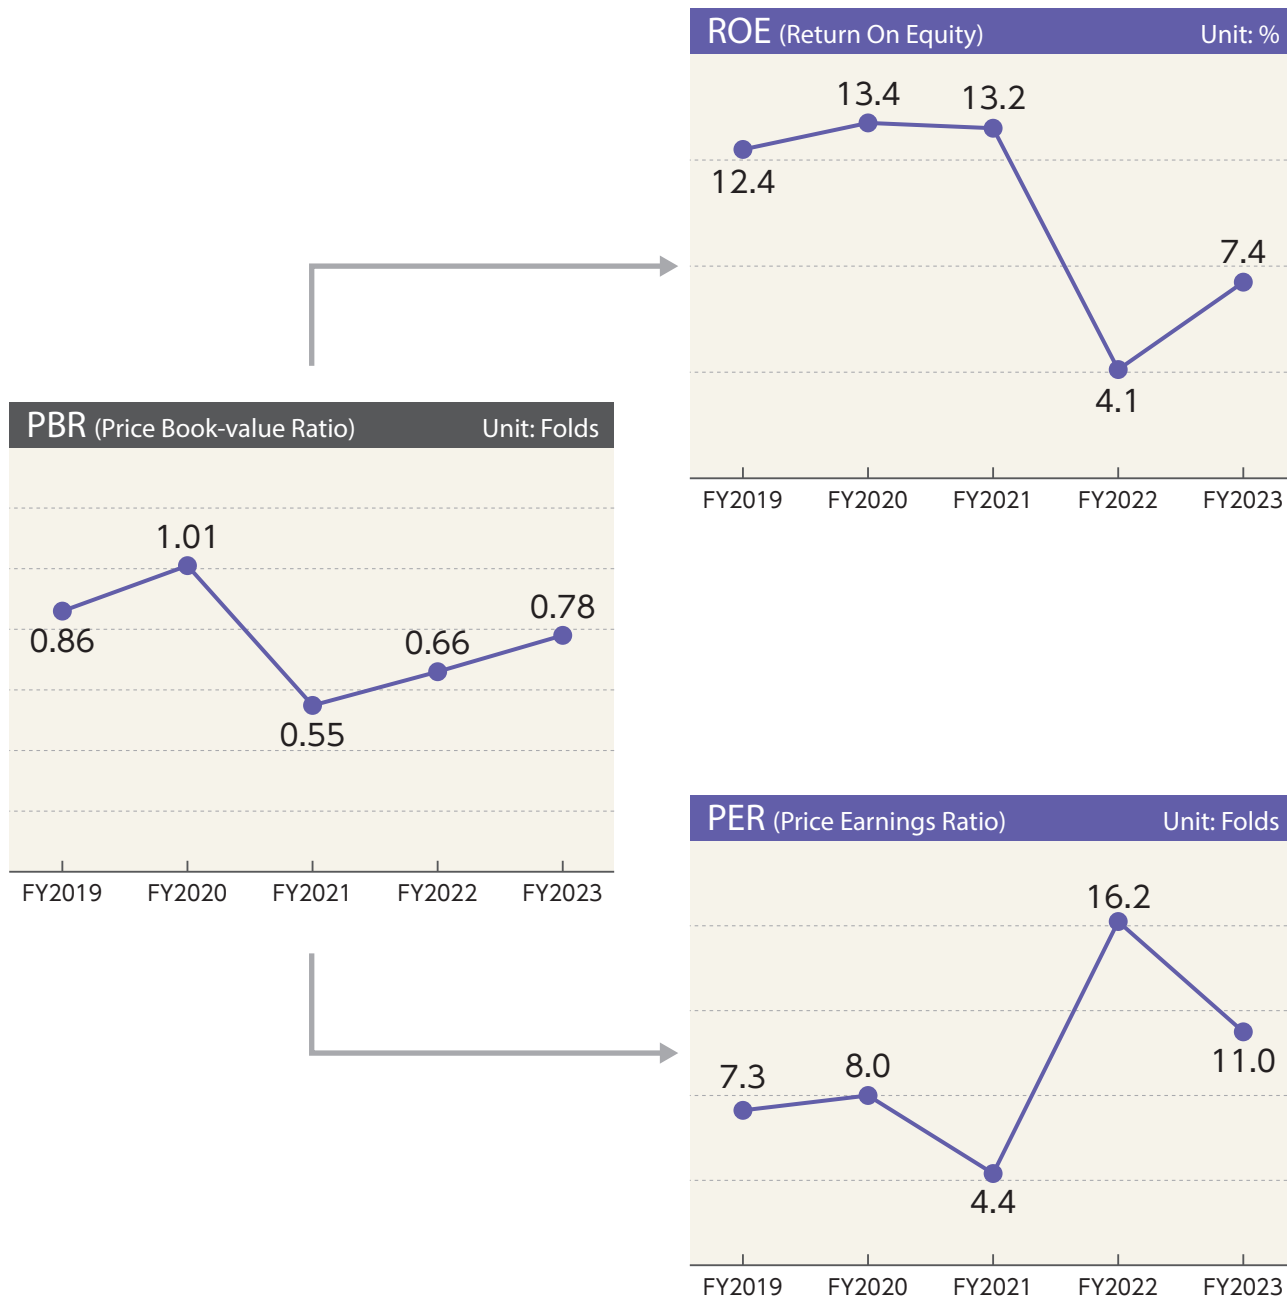 ROE (Return On Equity) Unit: %
13.4 13.2
12.4
7.4
4.1
FY2019 FY2020 FY2021 FY2022 FY2023
PBR (Price Book-value Ratio) Unit: Folds
1.01
0.86
0.78
0.66
0.55
FY2019 FY2020 FY2021 FY2022 FY2023
PER (Price Earnings Ratio) Unit: Folds
16.2
7.3 8.0
11.0
4.4
FY2019 FY2020 FY2021 FY2022 FY2023